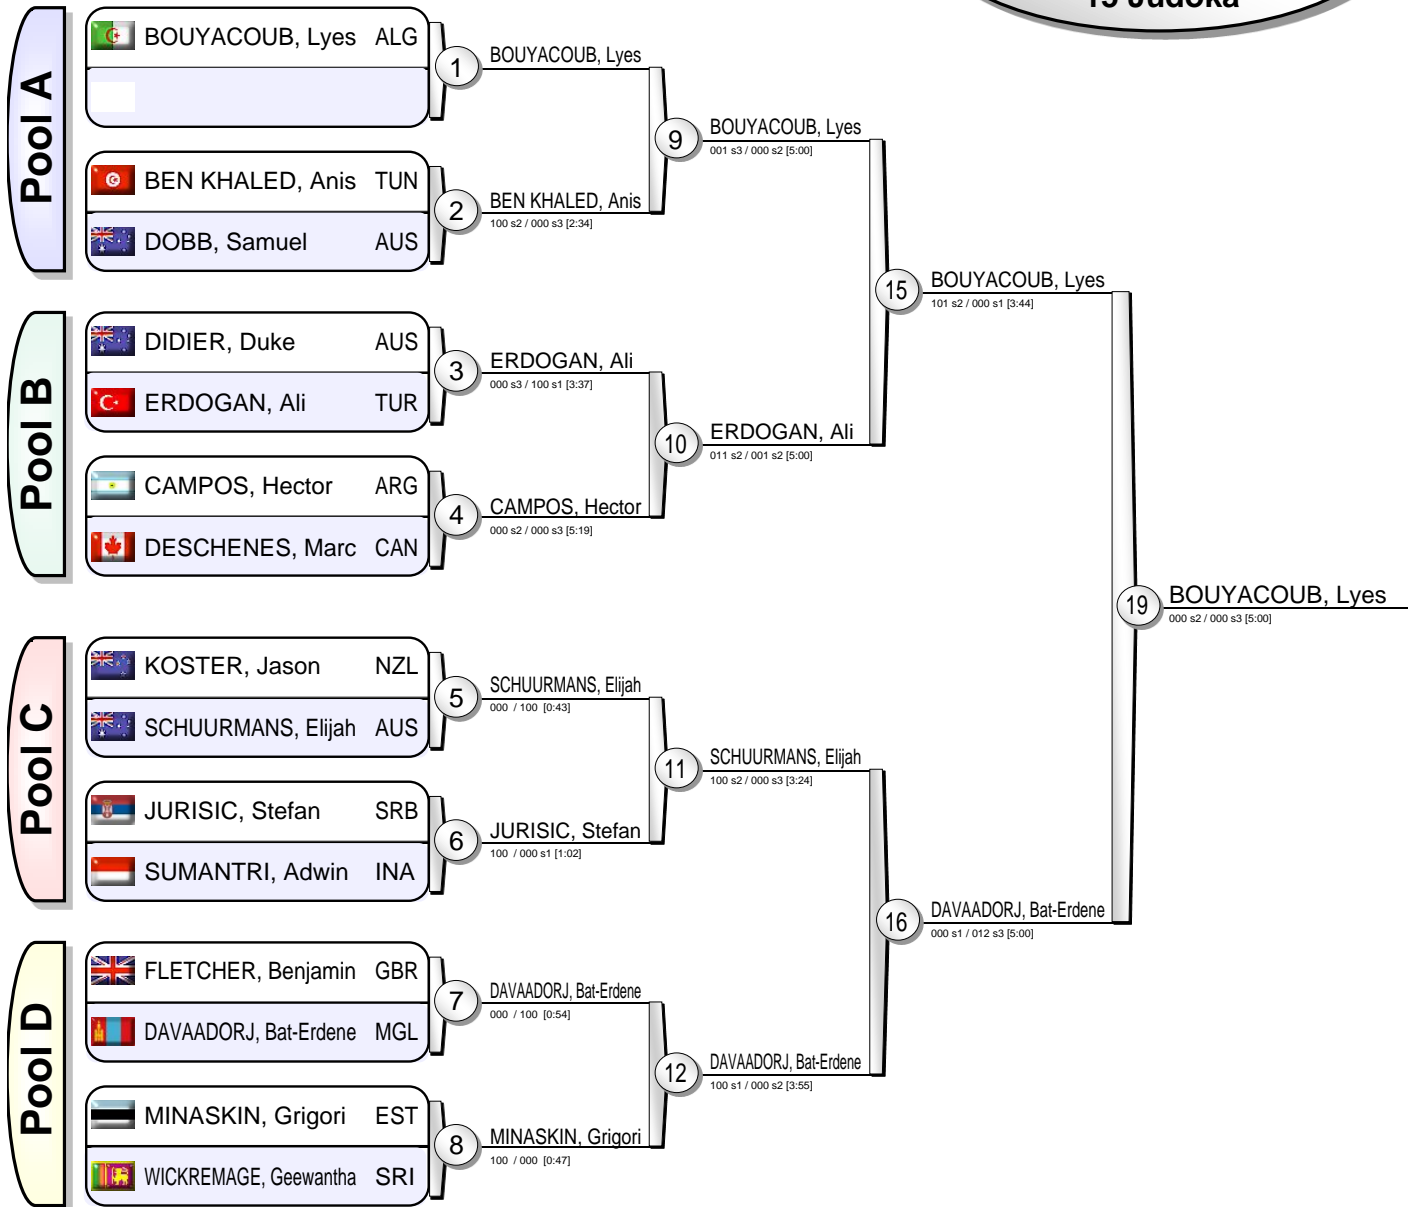 15 Judoka
Pool A
BOUYACOUB, Lyes ALG
BEN KHALED, Anis TUN
DOBB, Samuel AUS
Pool B
DIDIER, Duke AUS
ERDOGAN, Ali TUR
CAMPOS, Hector ARG
DESCHENES, Marc CAN
Pool C
KOSTER, Jason NZL
SCHUURMANS, Elijah AUS
JURISIC, Stefan SRB
SUMANTRI, Adwin INA
Pool D
FLETCHER, Benjamin GBR
DAVAADORJ, Bat-Erdene MGL
MINASKIN, Grigori EST
WICKREMAGE, Geewantha SRI
1 BOUYACOUB, Lyes
2 BEN KHALED, Anis
100 s2 / 000 s3 [2:34]
3 ERDOGAN, Ali
000 s3 / 100 s1 [3:37]
4 CAMPOS, Hector
000 s2 / 000 s3 [5:19]
5 SCHUURMANS, Elijah
000 / 100 [0:43]
6 JURISIC, Stefan
100 / 000 s1 [1:02]
7 DAVAADORJ, Bat-Erdene
000 / 100 [0:54]
8 MINASKIN, Grigori
100 / 000 [0:47]
9 BOUYACOUB, Lyes
001 s3 / 000 s2 [5:00]
10 ERDOGAN, Ali
011 s2 / 001 s2 [5:00]
11 SCHUURMANS, Elijah
100 s2 / 000 s3 [3:24]
12 DAVAADORJ, Bat-Erdene
100 s1 / 000 s2 [3:55]
15 BOUYACOUB, Lyes
101 s2 / 000 s1 [3:44]
16 DAVAADORJ, Bat-Erdene
000 s1 / 012 s3 [5:00]
19 BOUYACOUB, Lyes
000 s2 / 000 s3 [5:00]